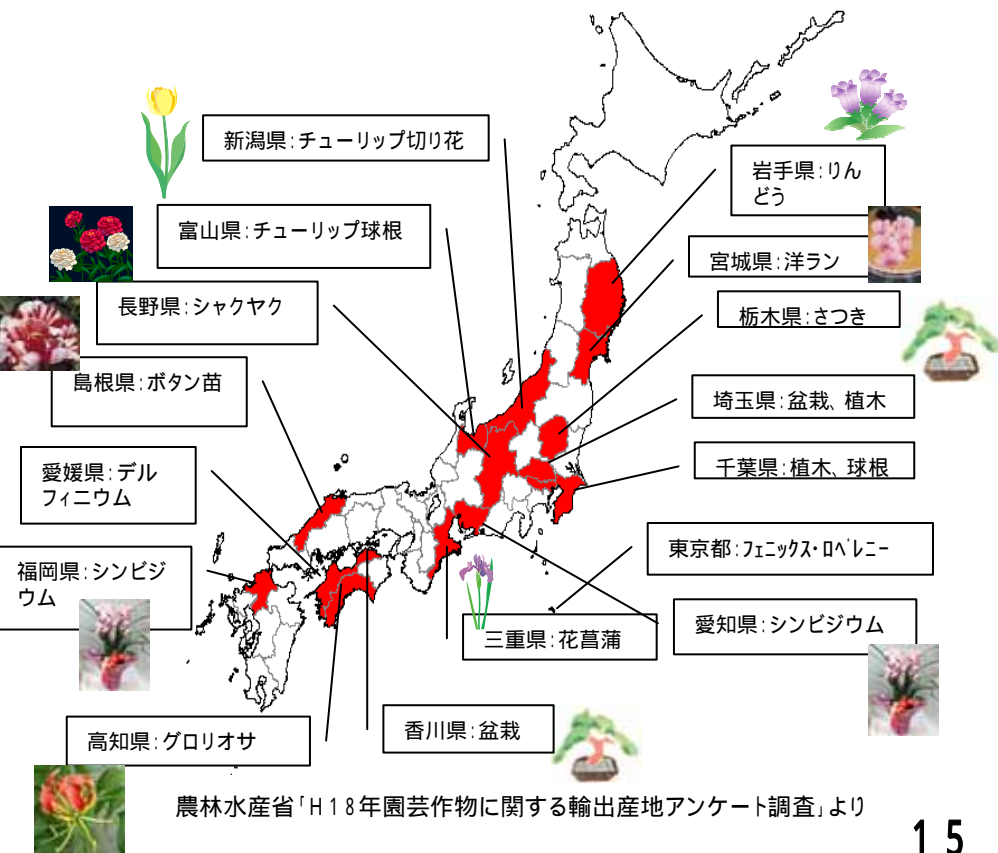 新潟県：チューリップ切り花
岩手県：りん
どう
富山県：チューリップ球根
宮城県：洋ラン
長野県：シャクヤク
栃木県：さつき
島根県：ボタン苗
埼玉県：盆栽、植木
愛媛県：デル
フィニウム
千葉県：植木、球根
東京都：フェニックス・ロベレニー
福岡県：シンビジ
ウム
三重県：花菖蒲
愛知県：シンビジウム
高知県：グロリオサ
香川県：盆栽
農林水産省「H18年園芸作物に関する輸出産地アンケート調査」より
15